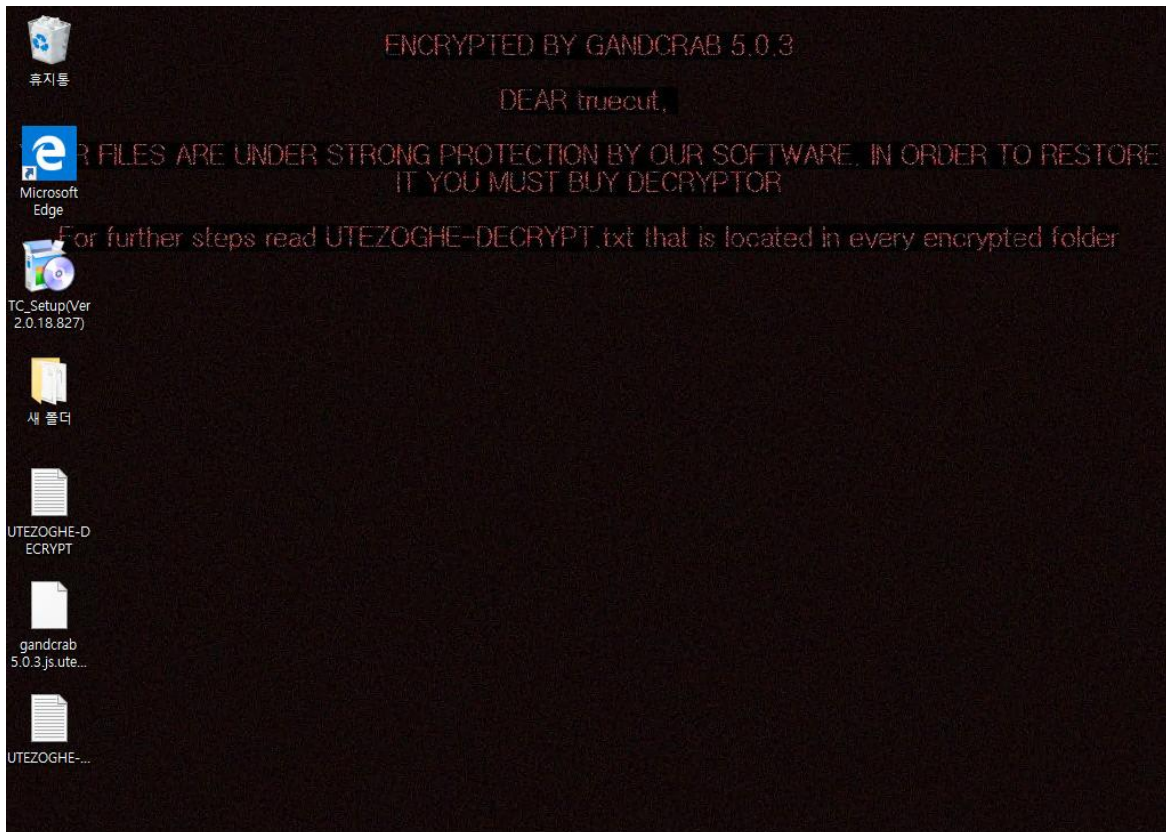 휴지통
ENCRYPTED BY GANDCRAB 5.0.3
DEAR truecut,
R FILES ARE UNDER STRONG PROTECTION BY OUR SOFTWARE. IN ORDER TO RESTORE
IT YOU MUST BUY DECRYPTOR
Microsoft
Edge
For further steps read UTEZOGHE-DECRYPT.txt that is located in every encrypted folder
TC_Setup(Ver
2.0.18.827)
새 폴더
UTEZOGHE-D
ECRYPT
gandcrab
5.0.3.js.ute...
UTEZOGHE-...